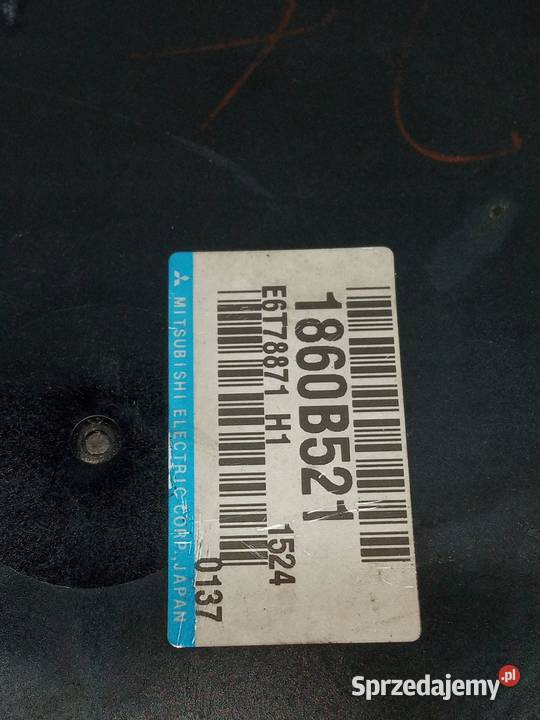 1860B521
E6T78871 H1 1524
0137
MITSUBISHI ELECTRIC CORP., JAPAN
Sprzedajemy.pl